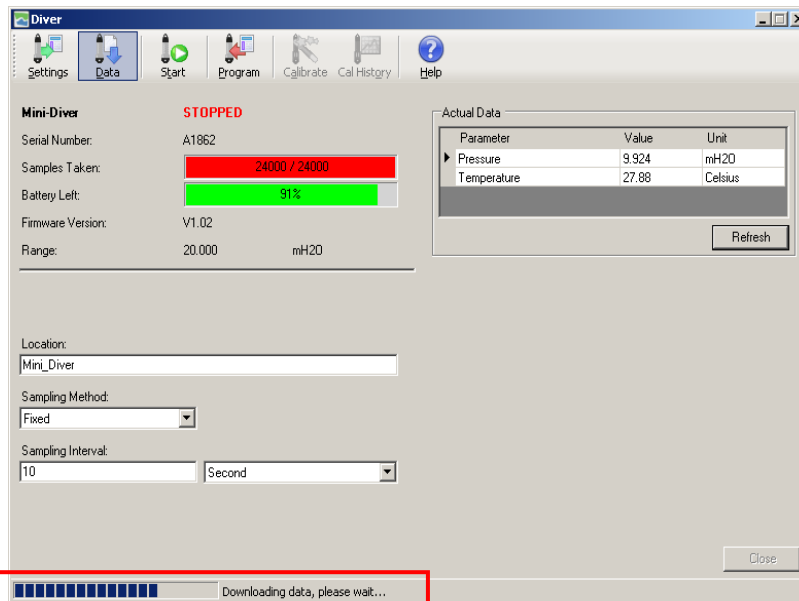 Diver
Settings Data Start Program Calibrate Cal History Help
Mini-Diver STOPPED
Serial Number: A1862
Samples Taken: 24000 / 24000
Battery Left: 91%
Firmware Version: V1.02
Range: 20.000 mH2O
Actual Data
Parameter Value Unit
Pressure 9.924 mH2O
Temperature 27.88 Celsius
Refresh
Location:
Mini_Diver
Sampling Method:
Fixed
Sampling Interval:
10 Second
Close
Downloading data, please wait...